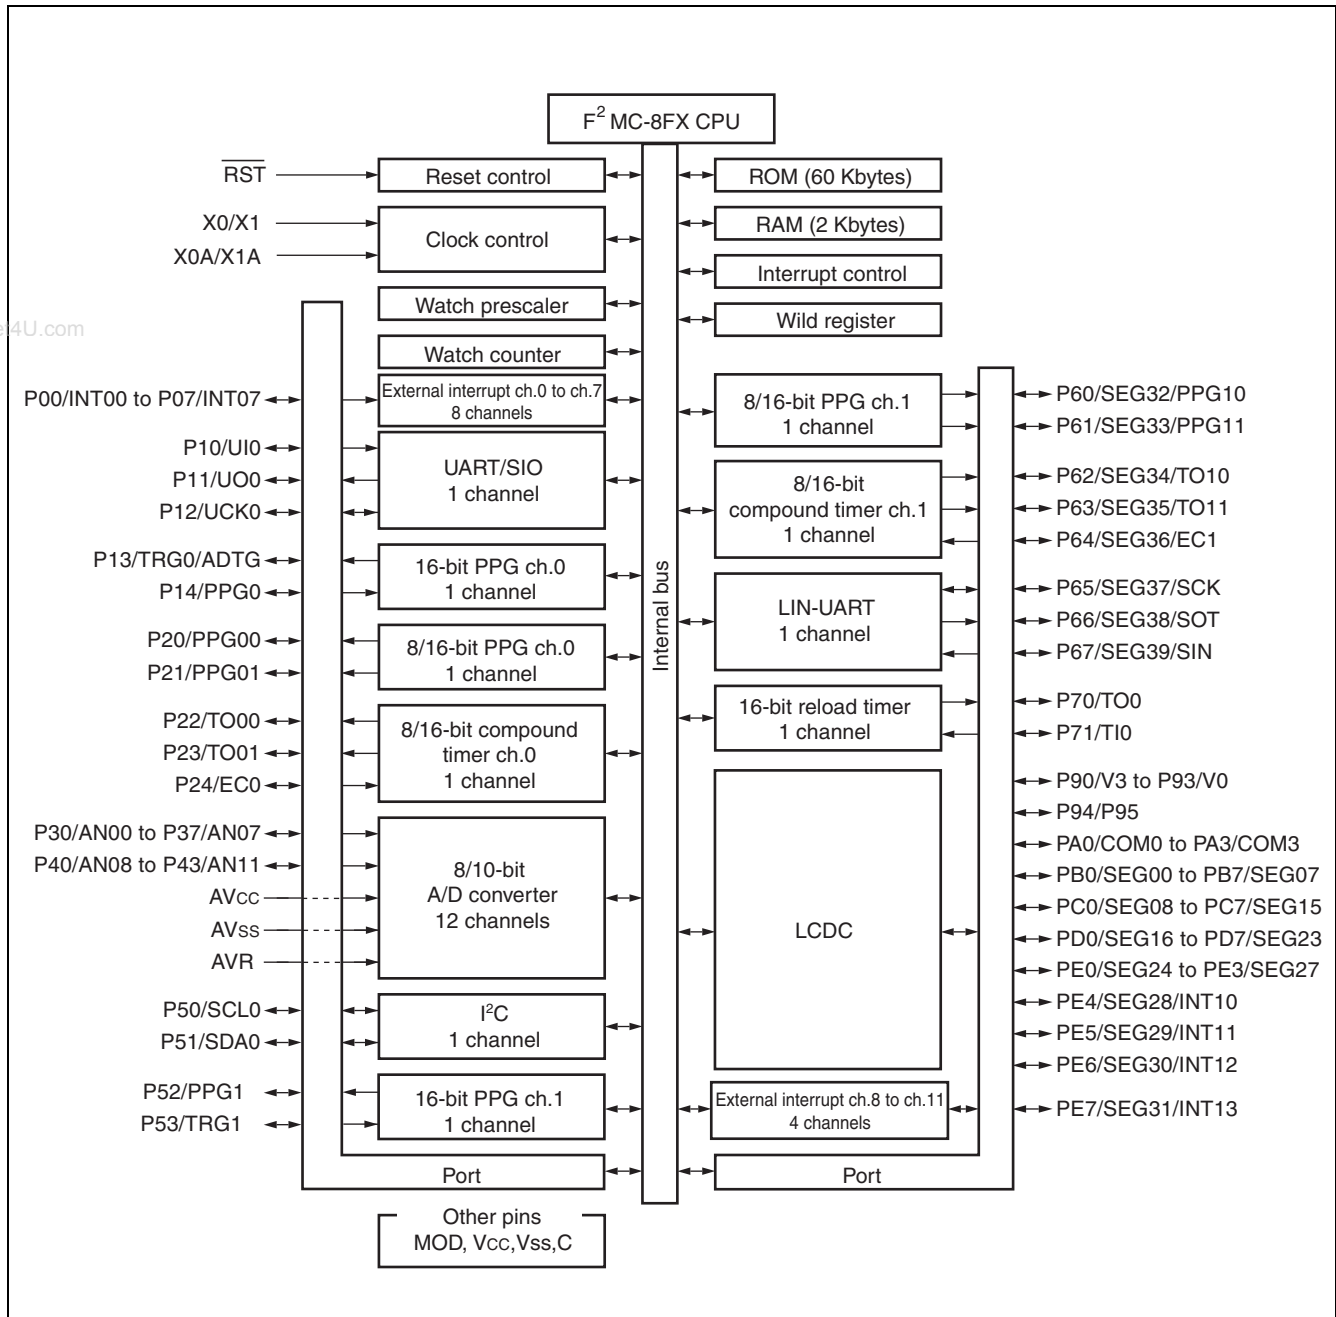 F² MC-8FX CPU
RST
Reset control
ROM (60 Kbytes)
X0/X1
X0A/X1A
Clock control
RAM (2 Kbytes)
Interrupt control
Watch prescaler
Wild register
4U.com
Watch counter
P00/INT00 to P07/INT07
External interrupt ch.0 to ch.7
8 channels
P10/UI0
P11/UO0
P12/UCK0
UART/SIO
1 channel
P13/TRG0/ADTG
P14/PPG0
16-bit PPG ch.0
1 channel
P20/PPG00
P21/PPG01
8/16-bit PPG ch.0
1 channel
P22/TO00
P23/TO01
P24/EC0
8/16-bit compound
timer ch.0
1 channel
P30/AN00 to P37/AN07
P40/AN08 to P43/AN11
AVCC
AVSS
AVR
8/10-bit
A/D converter
12 channels
P50/SCL0
P51/SDA0
I²C
1 channel
P52/PPG1
P53/TRG1
16-bit PPG ch.1
1 channel
Port
Internal bus
8/16-bit PPG ch.1
1 channel
P60/SEG32/PPG10
P61/SEG33/PPG11
8/16-bit
compound timer ch.1
1 channel
P62/SEG34/TO10
P63/SEG35/TO11
P64/SEG36/EC1
LIN-UART
1 channel
P65/SEG37/SCK
P66/SEG38/SOT
P67/SEG39/SIN
16-bit reload timer
1 channel
P70/TO0
P71/TI0
LCDC
P90/V3 to P93/V0
P94/P95
PA0/COM0 to PA3/COM3
PB0/SEG00 to PB7/SEG07
PC0/SEG08 to PC7/SEG15
PD0/SEG16 to PD7/SEG23
PE0/SEG24 to PE3/SEG27
PE4/SEG28/INT10
PE5/SEG29/INT11
PE6/SEG30/INT12
External interrupt ch.8 to ch.11
4 channels
PE7/SEG31/INT13
Port
Other pins
MOD, VCC,VSS,C